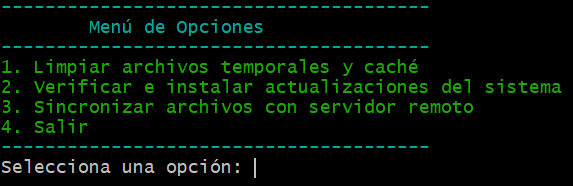 ---------------------------------------
Menú de Opciones
---------------------------------------
1. Limpiar archivos temporales y caché
2. Verificar e instalar actualizaciones del sistema
3. Sincronizar archivos con servidor remoto
4. Salir
---------------------------------------
Selecciona una opción: